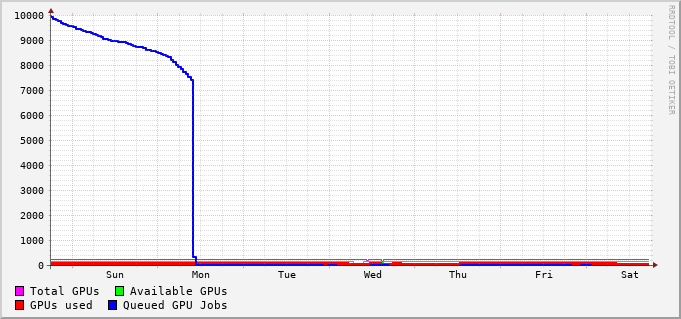 RRDTOOL / TOBI OETIKER
10000
9000
8000
7000
6000
5000
4000
3000
2000
1000
0
Sun Mon Tue Wed Thu Fri Sat
Total GPUs Available GPUs
GPUs used Queued GPU Jobs